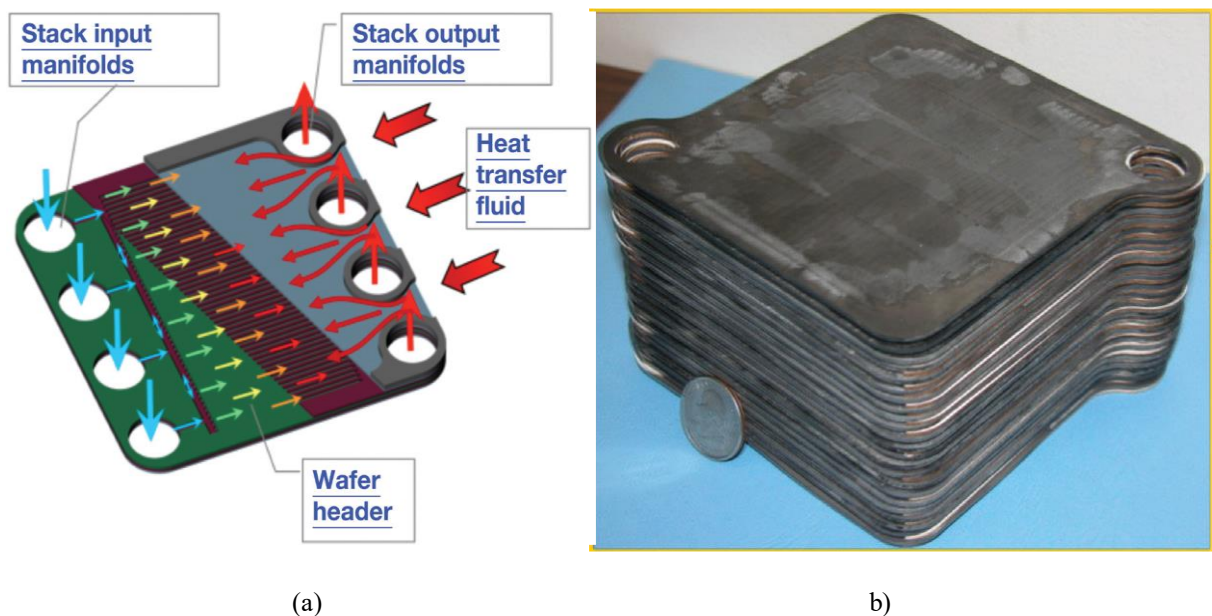 Stack input
manifolds
Stack output
manifolds
Heat
transfer
fluid
Wafer
header
(a)
b)